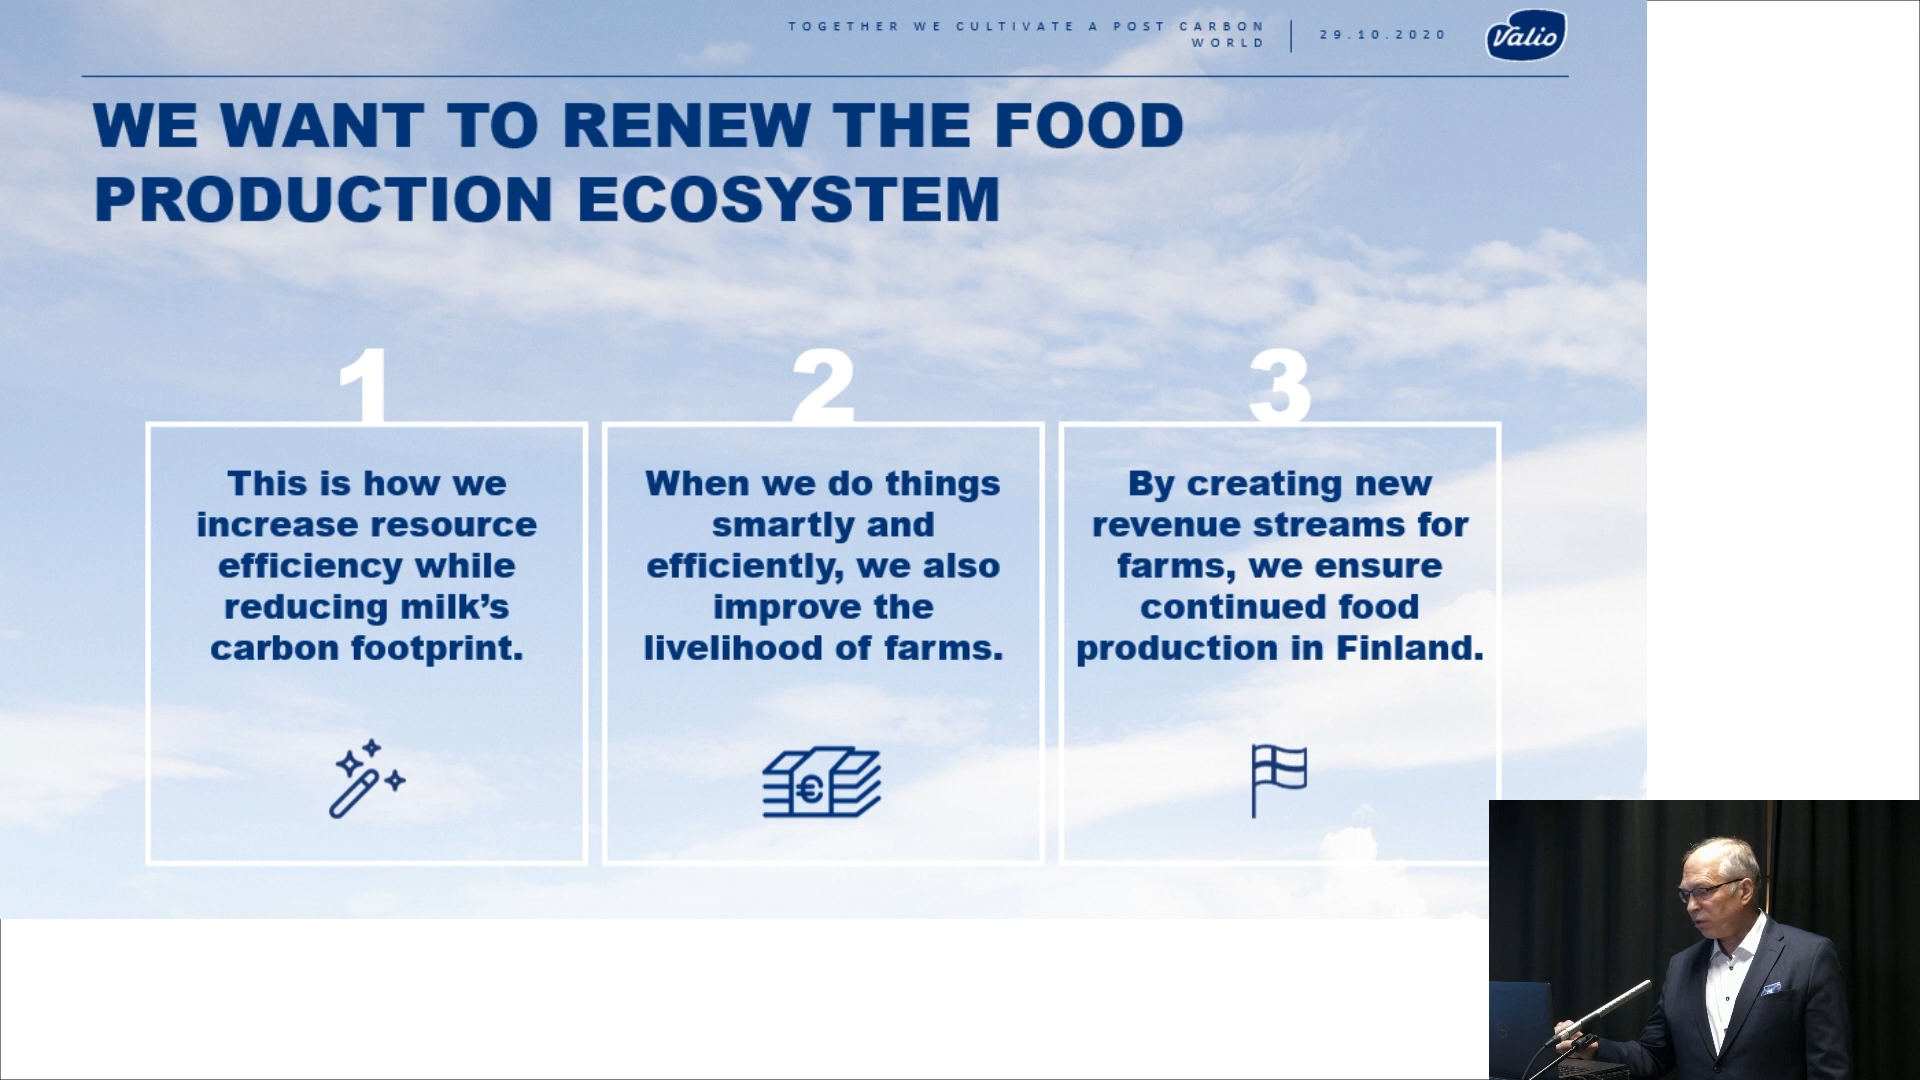 TOGETHER WE CULTIVATE A POST CARBON
WORLD
29.10.2020
Valio
WE WANT TO RENEW THE FOOD
PRODUCTION ECOSYSTEM
1
This is how we
increase resource
efficiency while
reducing milk’s
carbon footprint.
2
When we do things
smartly and
efficiently, we also
improve the
livelihood of farms.
€
3
By creating new
revenue streams for
farms, we ensure
continued food
production in Finland.